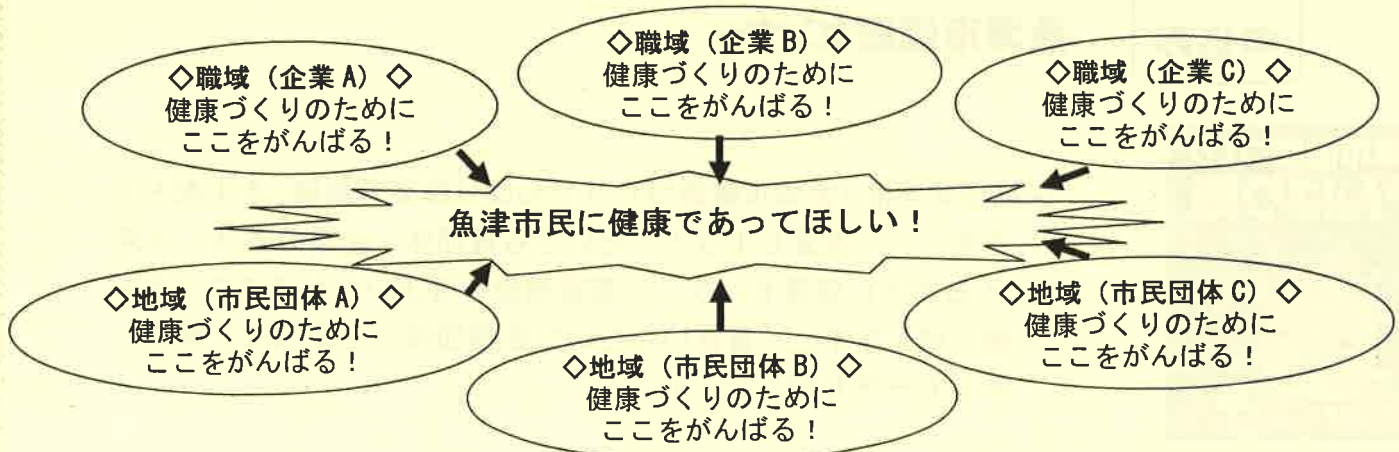 ◇職域（企業A）◇
健康づくりのために
ここをがんばる！
◇職域（企業B）◇
健康づくりのために
ここをがんばる！
◇職域（企業C）◇
健康づくりのために
ここをがんばる！
魚津市民に健康であってほしい！
◇地域（市民団体A）◇
健康づくりのために
ここをがんばる！
◇地域（市民団体B）◇
健康づくりのために
ここをがんばる！
◇地域（市民団体C）◇
健康づくりのために
ここをがんばる！